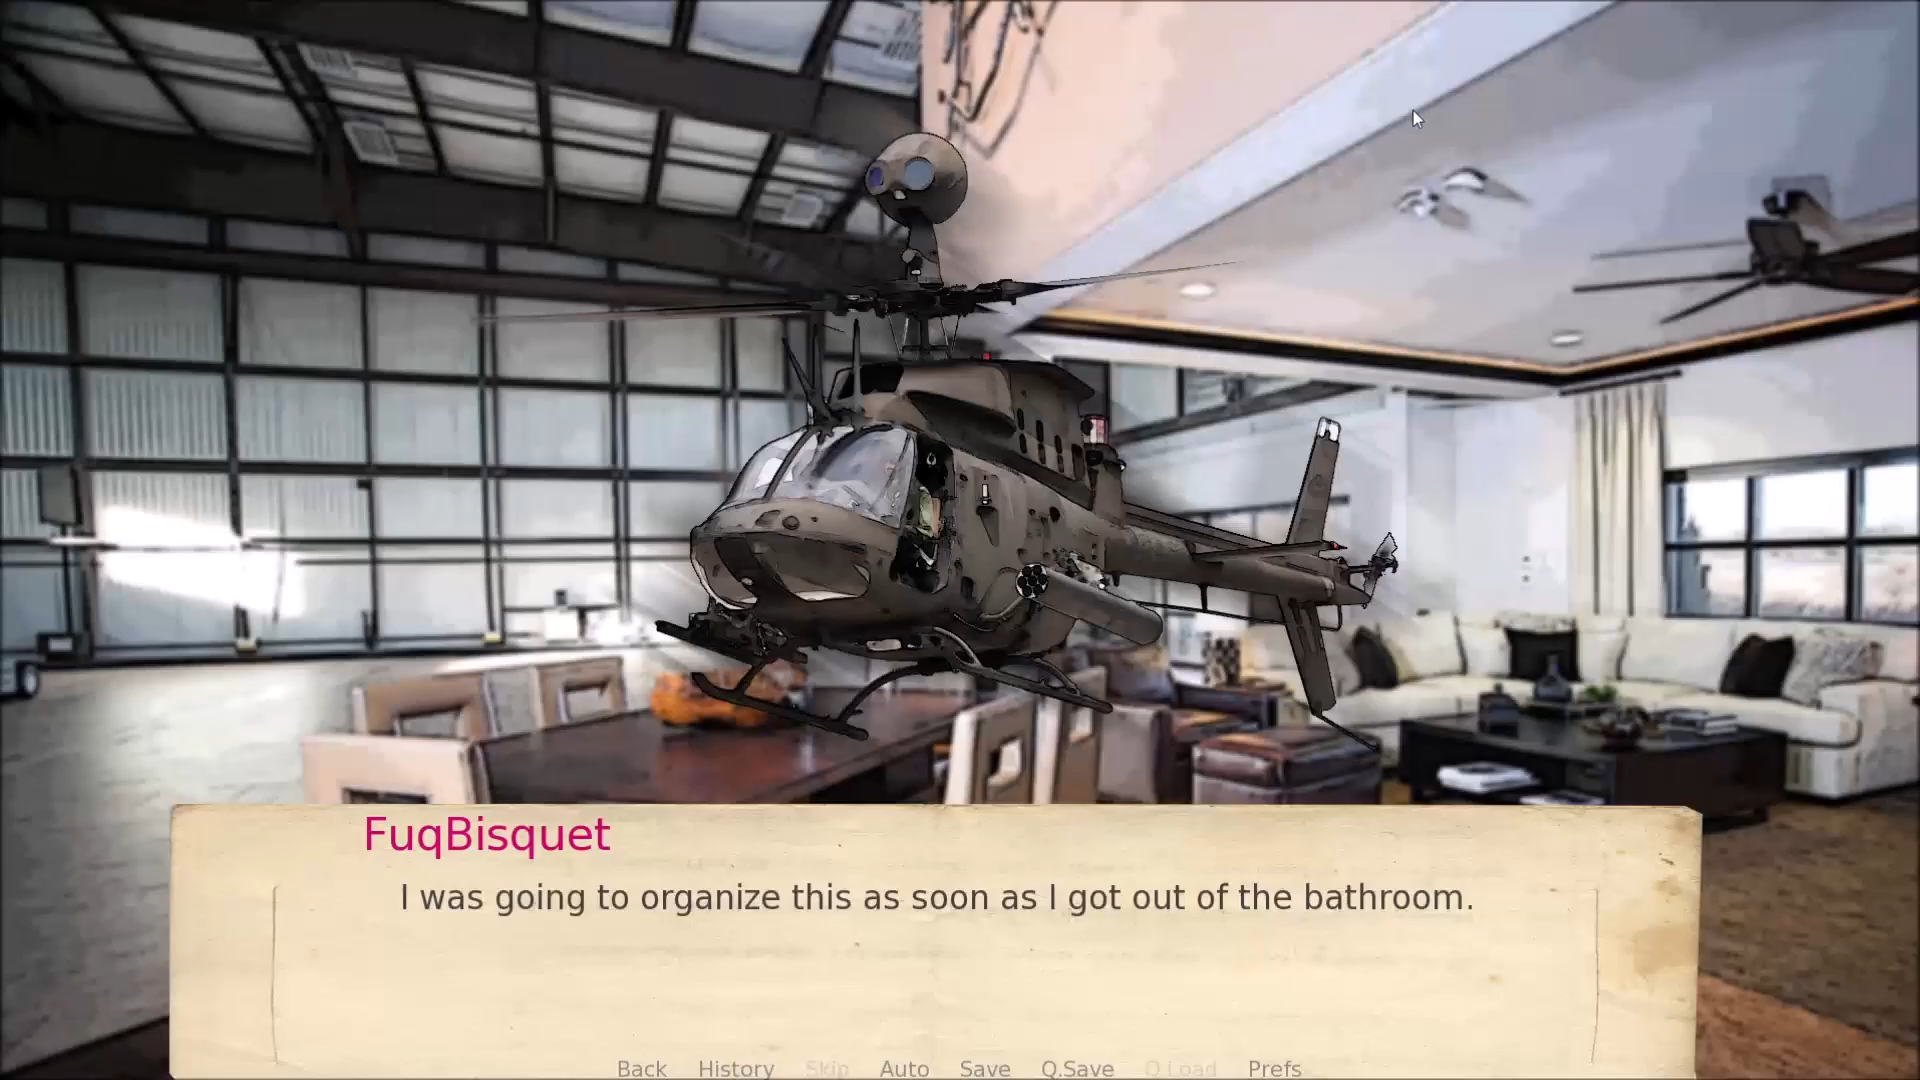 FuqBisquet
I was going to organize this as soon as I got out of the bathroom.
Back History Skip Auto Save Q.Save Q.Load Prefs